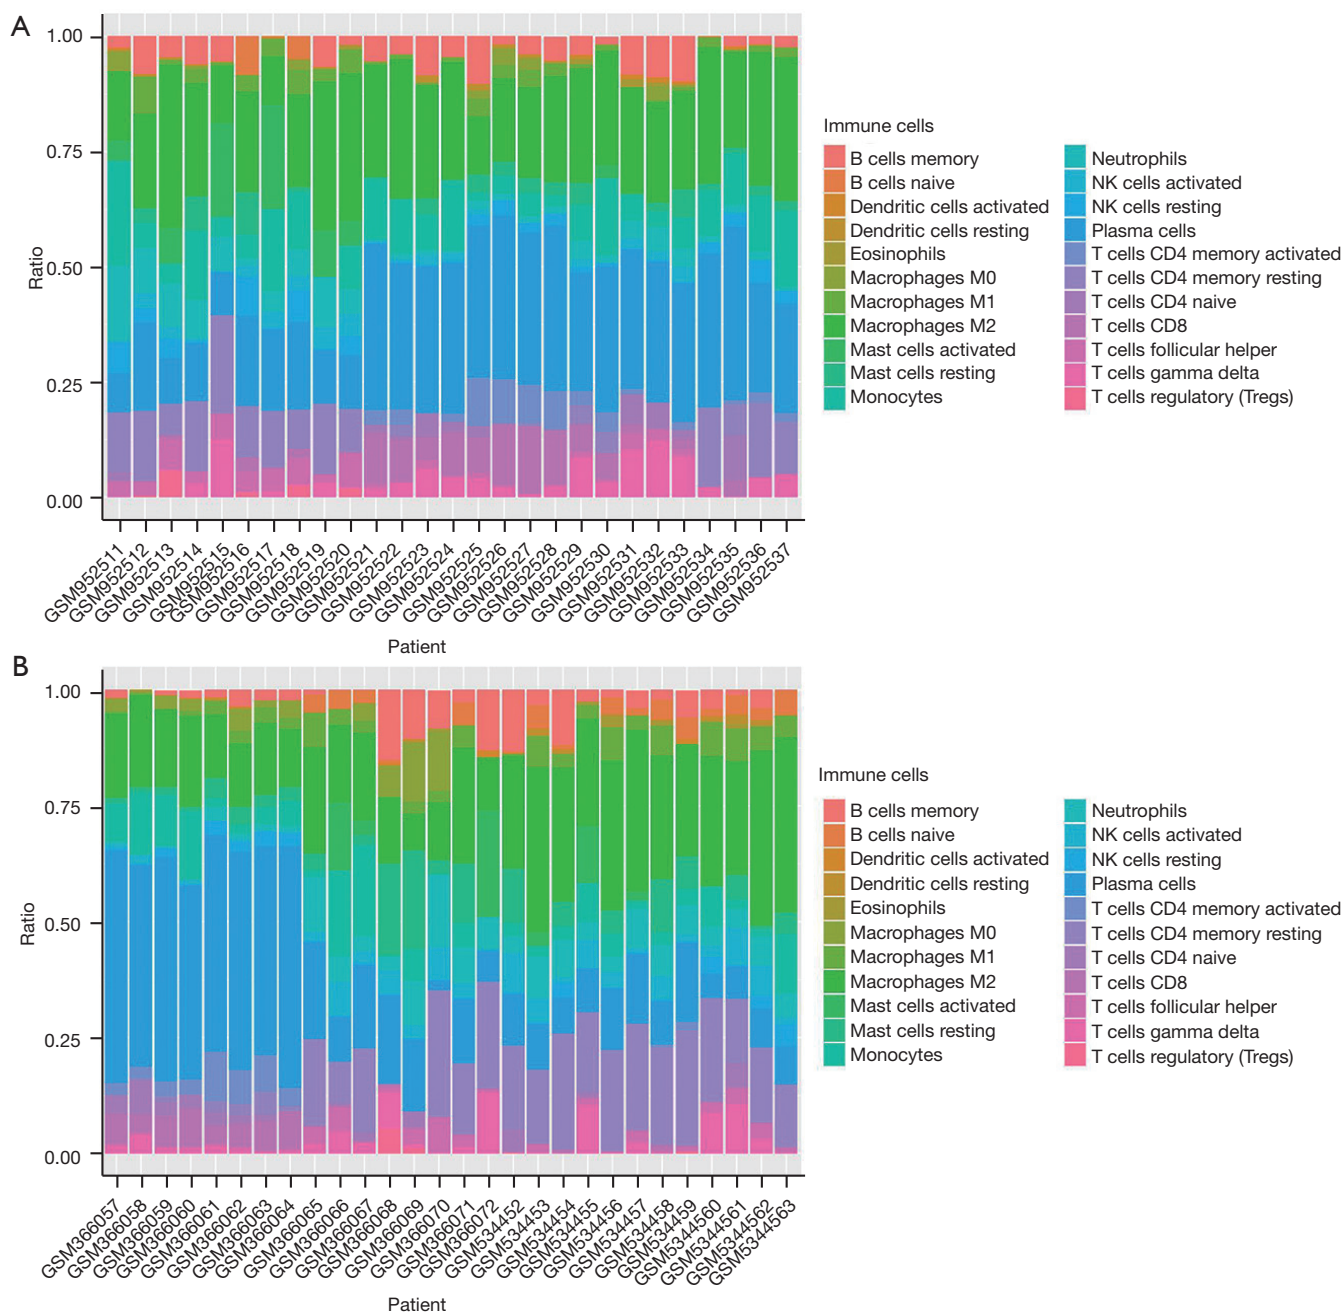 A
1.00
0.75
0.50
0.25
0.00
Ratio
GSM952511
GSM952512
GSM952513
GSM952514
GSM952515
GSM952516
GSM952517
GSM952518
GSM952519
GSM952520
GSM952521
GSM952522
GSM952523
GSM952524
GSM952525
GSM952526
GSM952527
GSM952528
GSM952529
GSM952530
GSM952531
GSM952532
GSM952533
GSM952534
GSM952535
GSM952536
GSM952537
Patient
Immune cells
B cells memory
B cells naive
Dendritic cells activated
Dendritic cells resting
Eosinophils
Macrophages M0
Macrophages M1
Macrophages M2
Mast cells activated
Mast cells resting
Monocytes
Neutrophils
NK cells activated
NK cells resting
Plasma cells
T cells CD4 memory activated
T cells CD4 memory resting
T cells CD4 naive
T cells CD8
T cells follicular helper
T cells gamma delta
T cells regulatory (Tregs)
B
1.00
0.75
0.50
0.25
0.00
Ratio
GSM366057
GSM366058
GSM366059
GSM366060
GSM366061
GSM366062
GSM366063
GSM366064
GSM366065
GSM366066
GSM366067
GSM366068
GSM366069
GSM366070
GSM366071
GSM366072
GSM534452
GSM534453
GSM534454
GSM534455
GSM534456
GSM534457
GSM534458
GSM534459
GSM534460
GSM534561
GSM534562
GSM534563
Patient
Immune cells
B cells memory
B cells naive
Dendritic cells activated
Dendritic cells resting
Eosinophils
Macrophages M0
Macrophages M1
Macrophages M2
Mast cells activated
Mast cells resting
Monocytes
Neutrophils
NK cells activated
NK cells resting
Plasma cells
T cells CD4 memory activated
T cells CD4 memory resting
T cells CD4 naive
T cells CD8
T cells follicular helper
T cells gamma delta
T cells regulatory (Tregs)